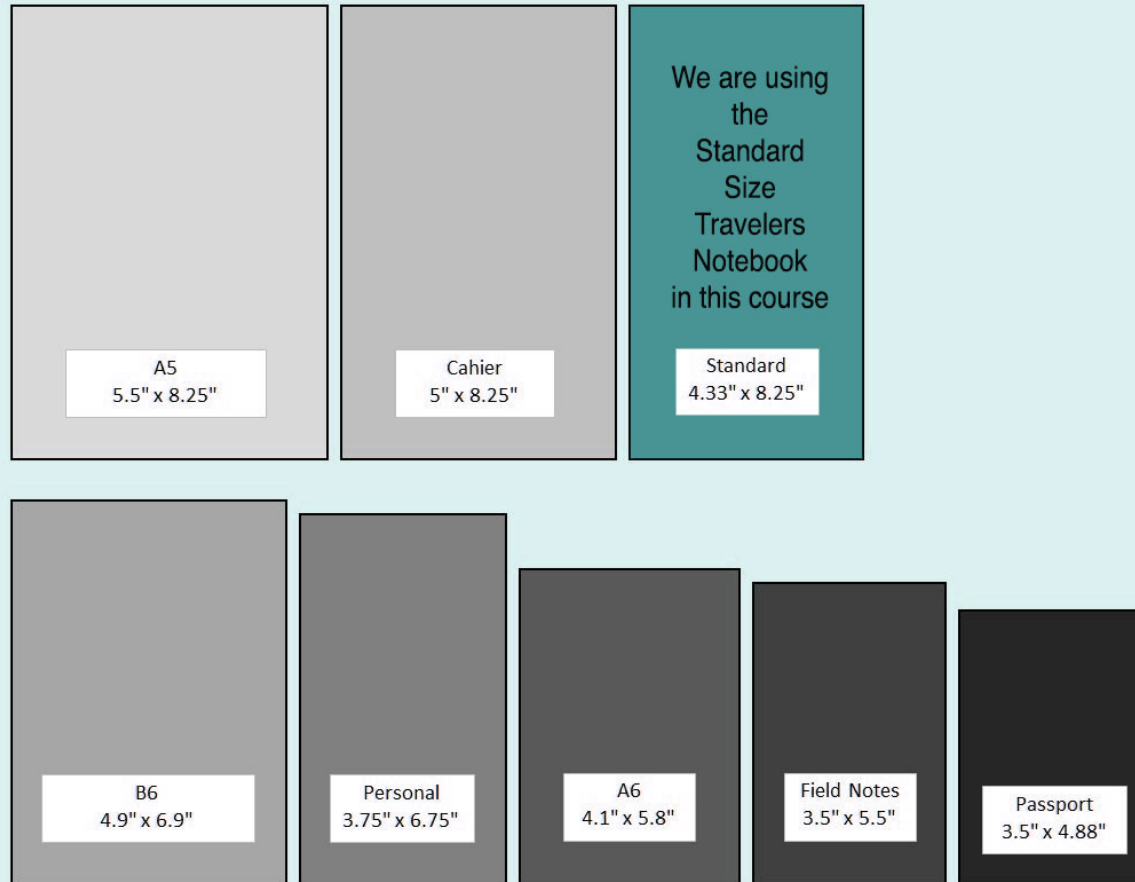 We are using
the
Standard
Size
Travelers
Notebook
in this course
A5
5.5" x 8.25"
Cahier
5" x 8.25"
Standard
4.33" x 8.25"
B6
4.9" x 6.9"
Personal
3.75" x 6.75"
A6
4.1" x 5.8"
Field Notes
3.5" x 5.5"
Passport
3.5" x 4.88"